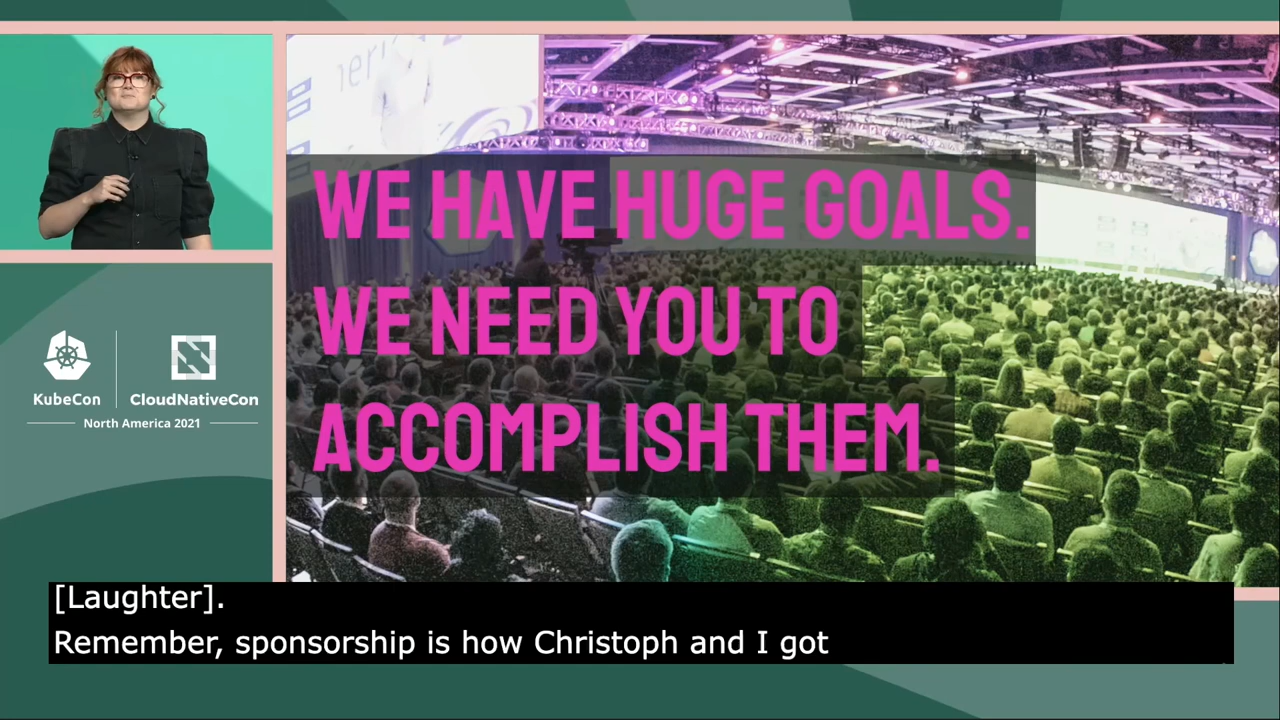 WE HAVE HUGE GOALS.
WE NEED YOU TO
ACCOMPLISH THEM.
KubeCon
CloudNativeCon
North America 2021
[Laughter].
Remember, sponsorship is how Christoph and I got